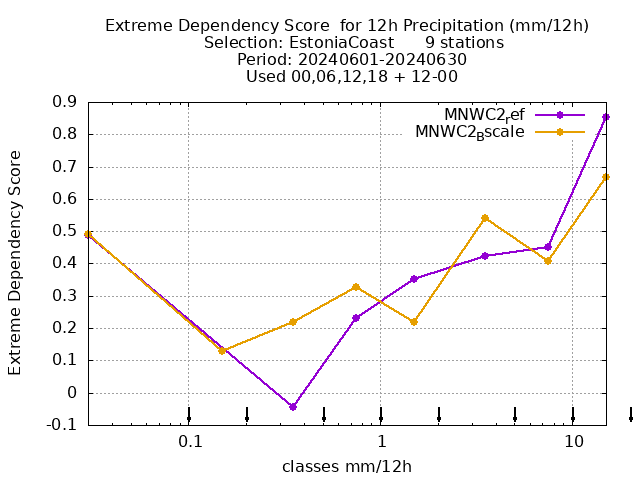 Extreme Dependency Score  for 12h Precipitation (mm/12h)
Selection: EstoniaCoast      9 stations
Period: 20240601-20240630
Used 00,06,12,18 + 12-00
MNWC2ref
MNWC2Bscale
Extreme Dependency Score
0.9
0.8
0.7
0.6
0.5
0.4
0.3
0.2
0.1
0
-0.1
0.1
1
10
classes mm/12h